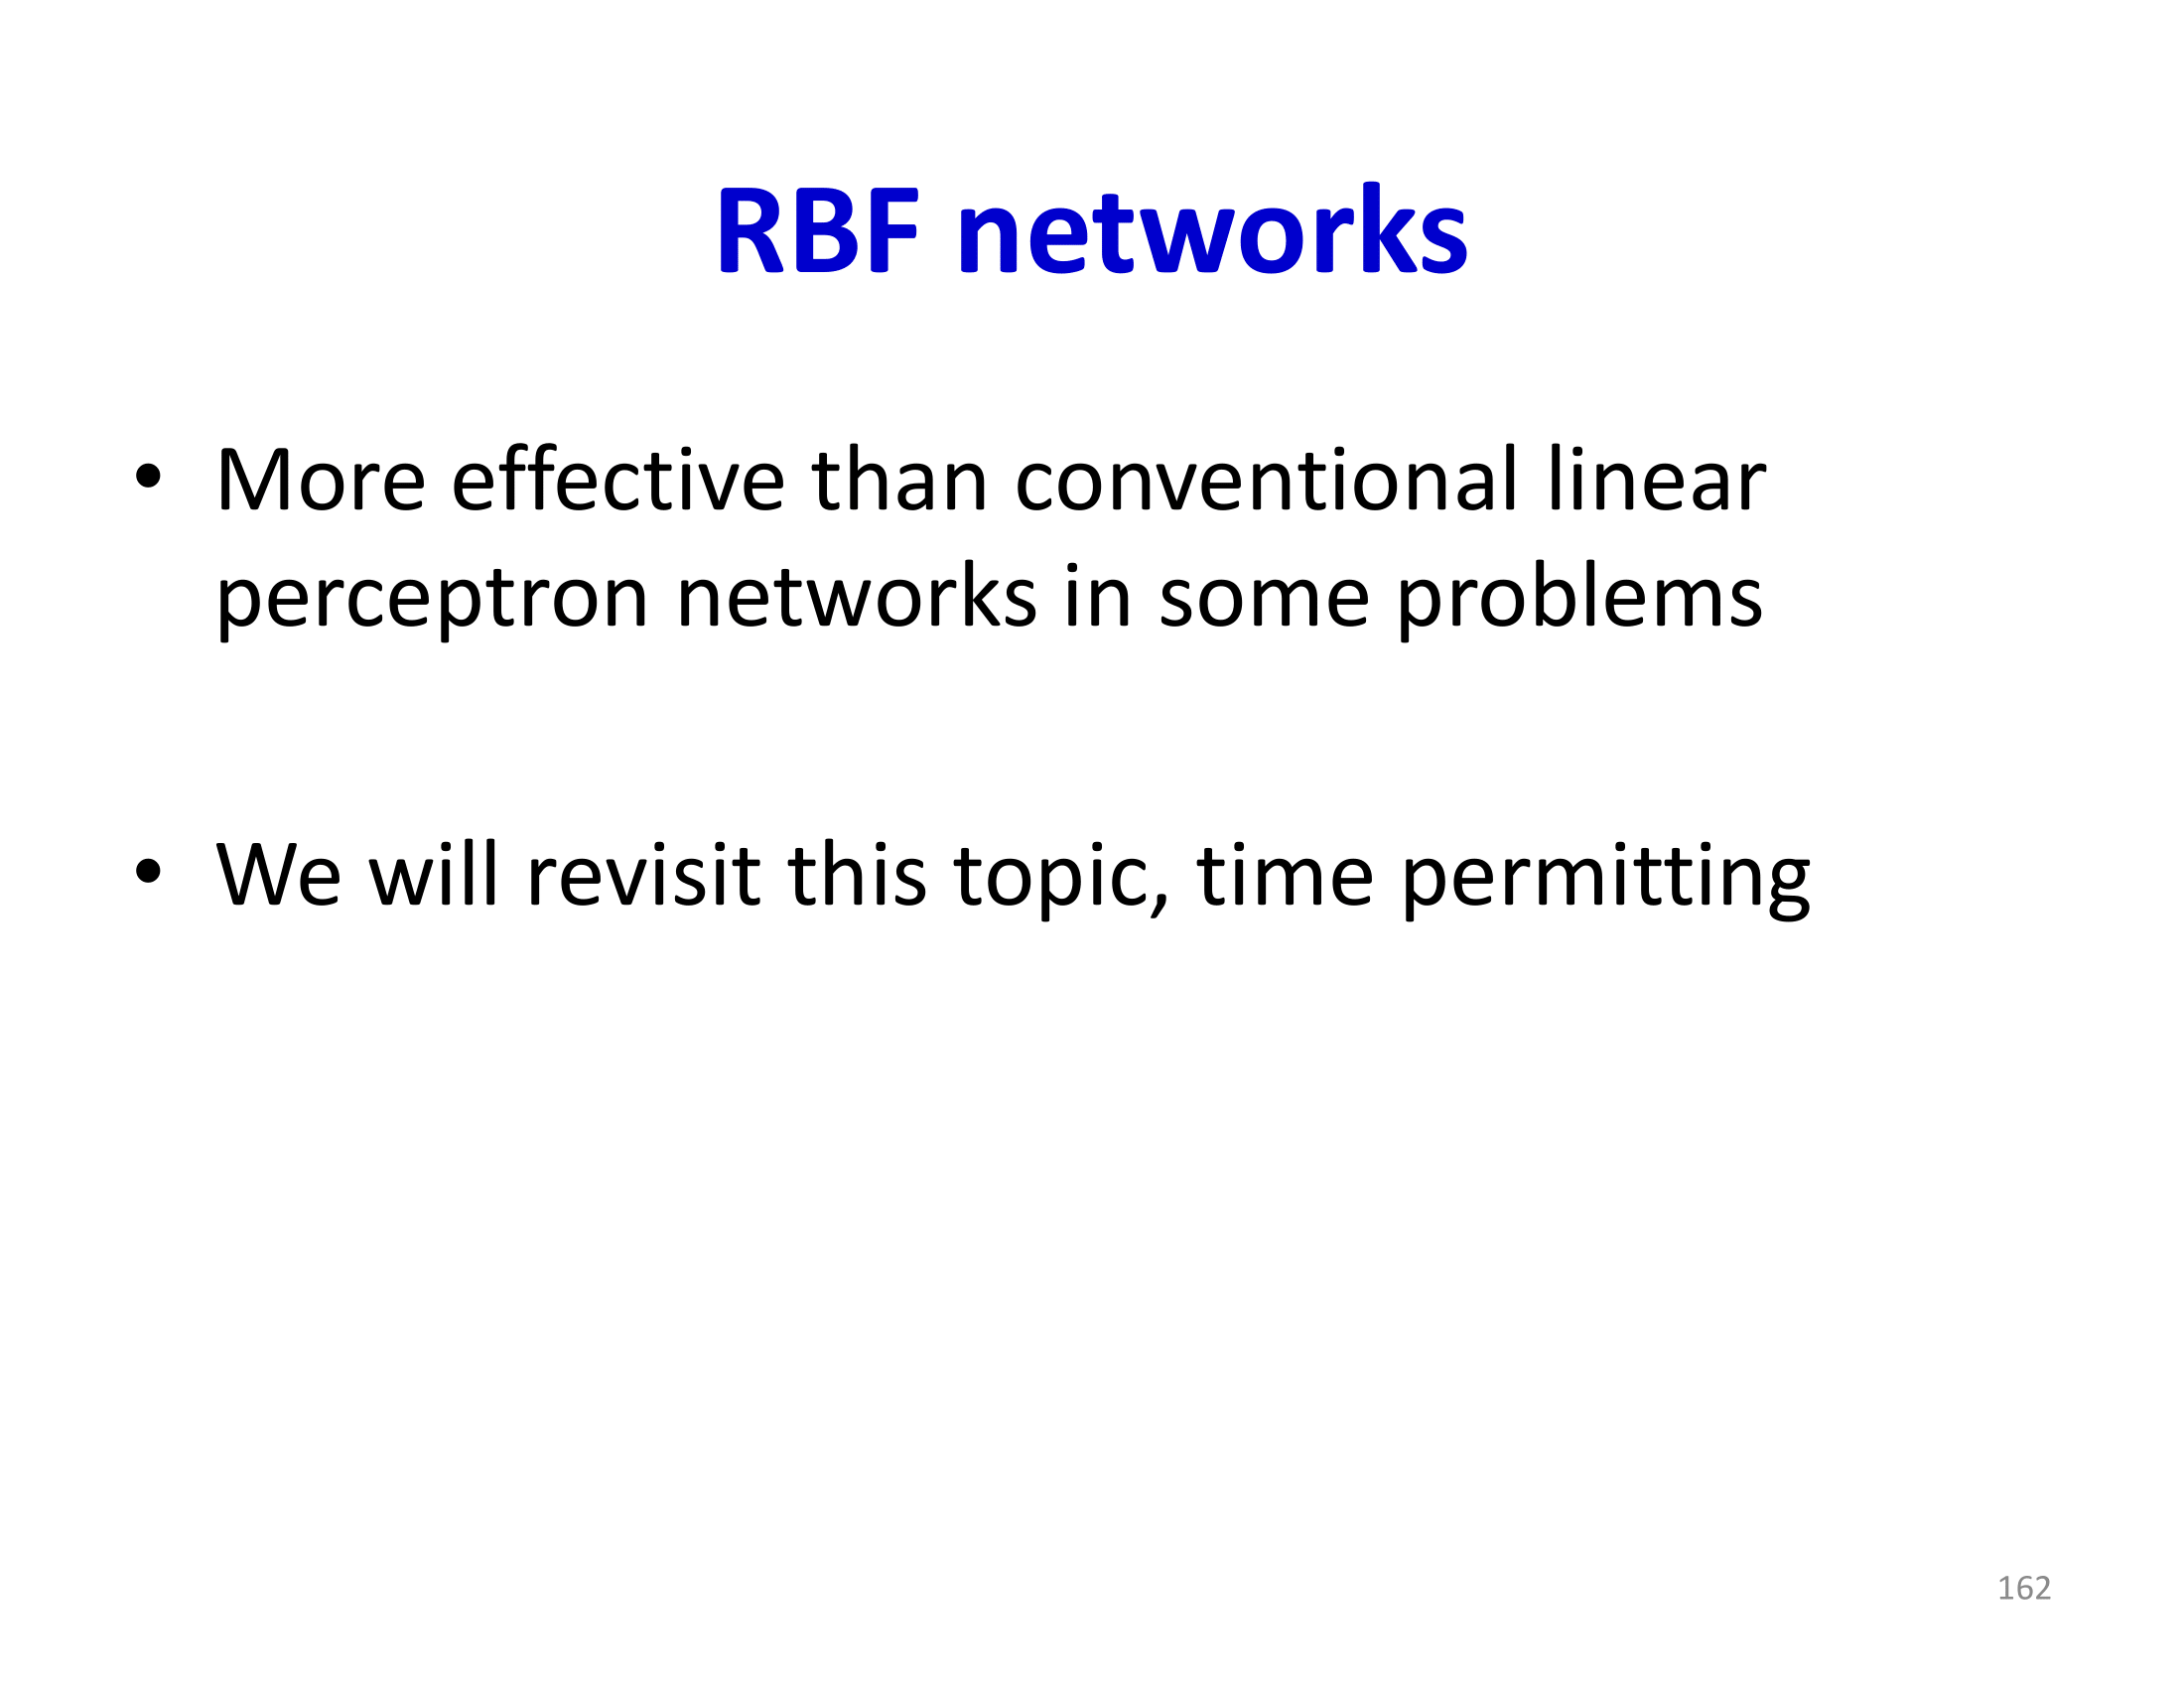 RBF networks
• More effective than conventional linear
perceptron networks in some problems
• We will revisit this topic, time permitting
162